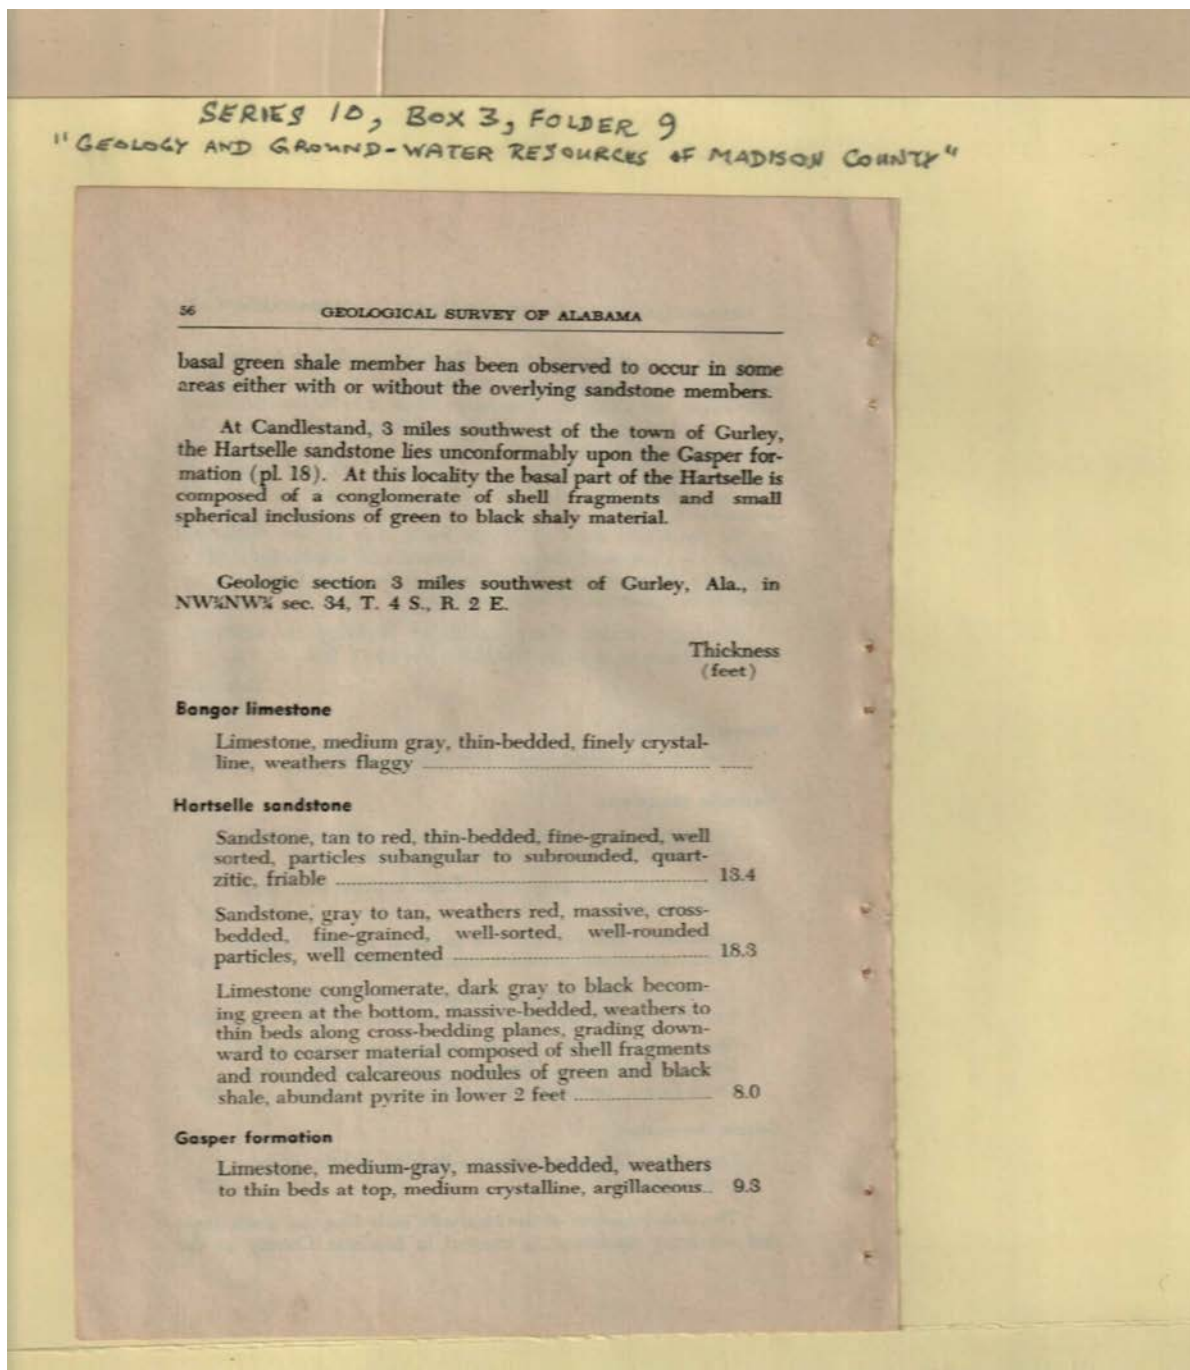 SERIES 10, BOX 3, FOLDER 9
"GEOLOGY AND GROUND-WATER RESOURCES OF MADISON COUNTY"
56 GEOLOGICAL SURVEY OF ALABAMA
basal green shale member has been observed to occur in some
areas either with or without the overlying sandstone members.
At Candlestand, 3 miles southwest of the town of Gurley,
the Hartselle sandstone lies unconformably upon the Gasper for-
mation (pl. 18). At this locality the basal part of the Hartselle is
composed of a conglomerate of shell fragments and small
spherical inclusions of green to black shaly material.
Geologic section 3 miles southwest of Gurley, Ala., in
NW¼NW¼ sec. 34, T. 4 S., R. 2 E.
Thickness
(feet)
Bangor limestone
Limestone, medium gray, thin-bedded, finely crystal-
line, weathers flaggy ........................ ......
Hartselle sandstone
Sandstone, tan to red, thin-bedded, fine-grained, well
sorted, particles subangular to subrounded, quart-
zitic, friable ........................ 13.4
Sandstone, gray to tan, weathers red, massive, cross-
bedded, fine-grained, well-sorted, well-rounded
particles, well cemented ........................ 18.3
Limestone conglomerate, dark gray to black becom-
ing green at the bottom, massive-bedded, weathers to
thin beds along cross-bedding planes, grading down-
ward to coarser material composed of shell fragments
and rounded calcareous nodules of green and black
shale, abundant pyrite in lower 2 feet ........................ 8.0
Gasper formation
Limestone, medium-gray, massive-bedded, weathers
to thin beds at top, medium crystalline, argillaceous.. 9.3